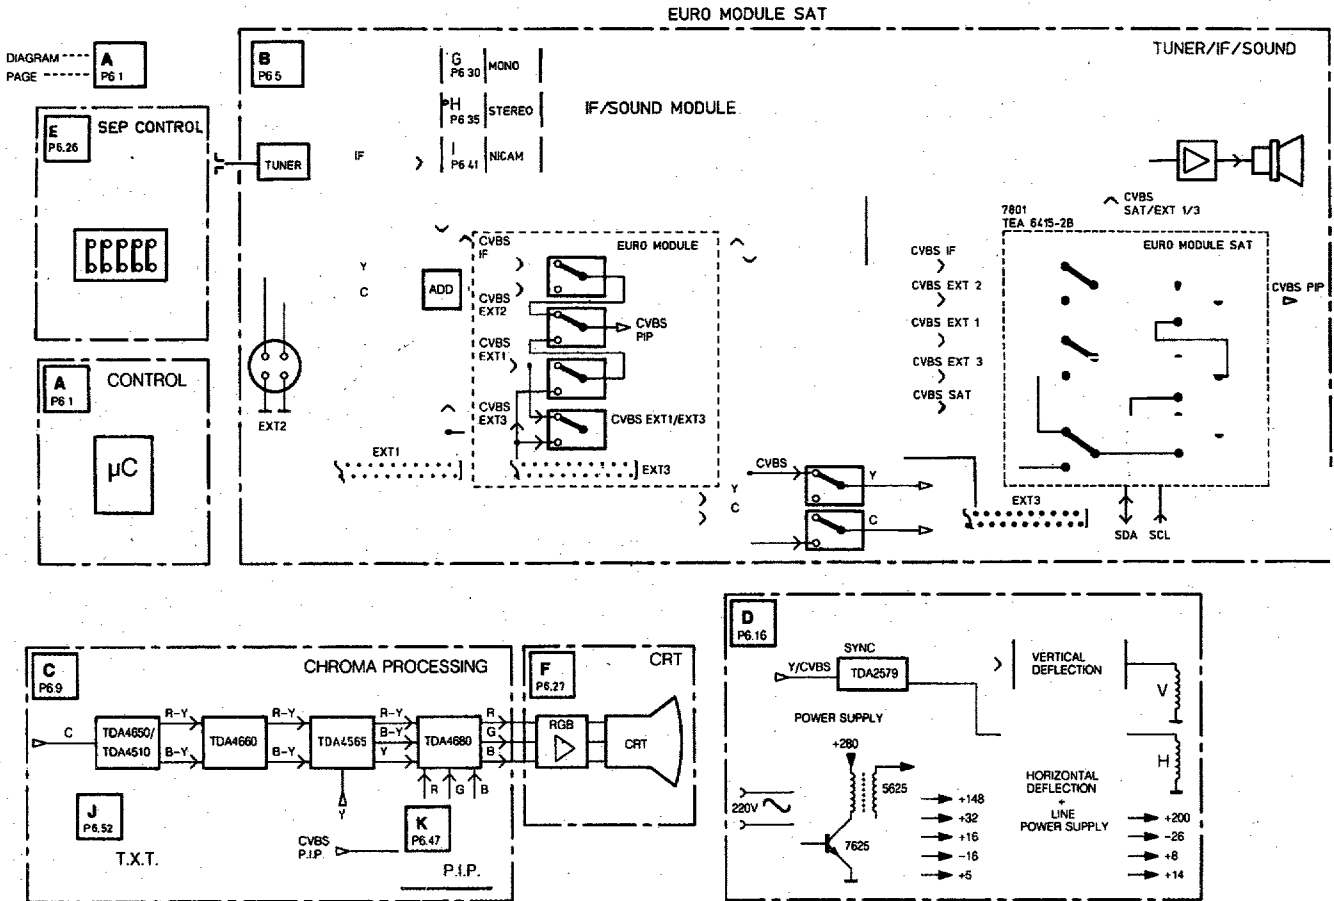 EURO MODULE SAT
DIAGRAM
PAGE
A
P6 1
B
P6 5
G
P6 30
MONO
H
P6 35
STEREO
I
P6 41
NICAM
IF/SOUND MODULE
TUNER/IF/SOUND
E
P6.26
SEP CONTROL
TUNER
IF
CVBS
SAT/EXT 1/3
7801
TEA 6415-2B
EURO MODULE SAT
CVBS
IF
EURO MODULE
Y
C
ADD
CVBS
EXT2
CVBS
PIP
CVBS
EXT1
CVBS
EXT3
CVBS EXT1/EXT3
CVBS IF
CVBS EXT 2
CVBS EXT 1
CVBS EXT 3
CVBS SAT
CVBS PIP
A
P6 1
CONTROL
µC
EXT2
EXT1
EXT3
CVBS
Y
Y
C
C
EXT3
SDA
SCL
C
P6.9
CHROMA PROCESSING
C
TDA4650/
TDA4510
R-Y
B-Y
TDA4660
R-Y
B-Y
TDA4565
R-Y
B-Y
Y
TDA4680
R
G
B
R
G
B
Y
J
P6.52
T.X.T.
CVBS
P.I.P.
K
P6.47
P.I.P.
F
P6.27
CRT
RGB
CRT
D
P6.16
SYNC
Y/CVBS
TDA2579
VERTICAL
DEFLECTION
V
POWER SUPPLY
+280
5625
220V
7625
+148
+32
+16
-16
+5
HORIZONTAL
DEFLECTION
+
LINE
POWER SUPPLY
H
+200
-26
+8
+14